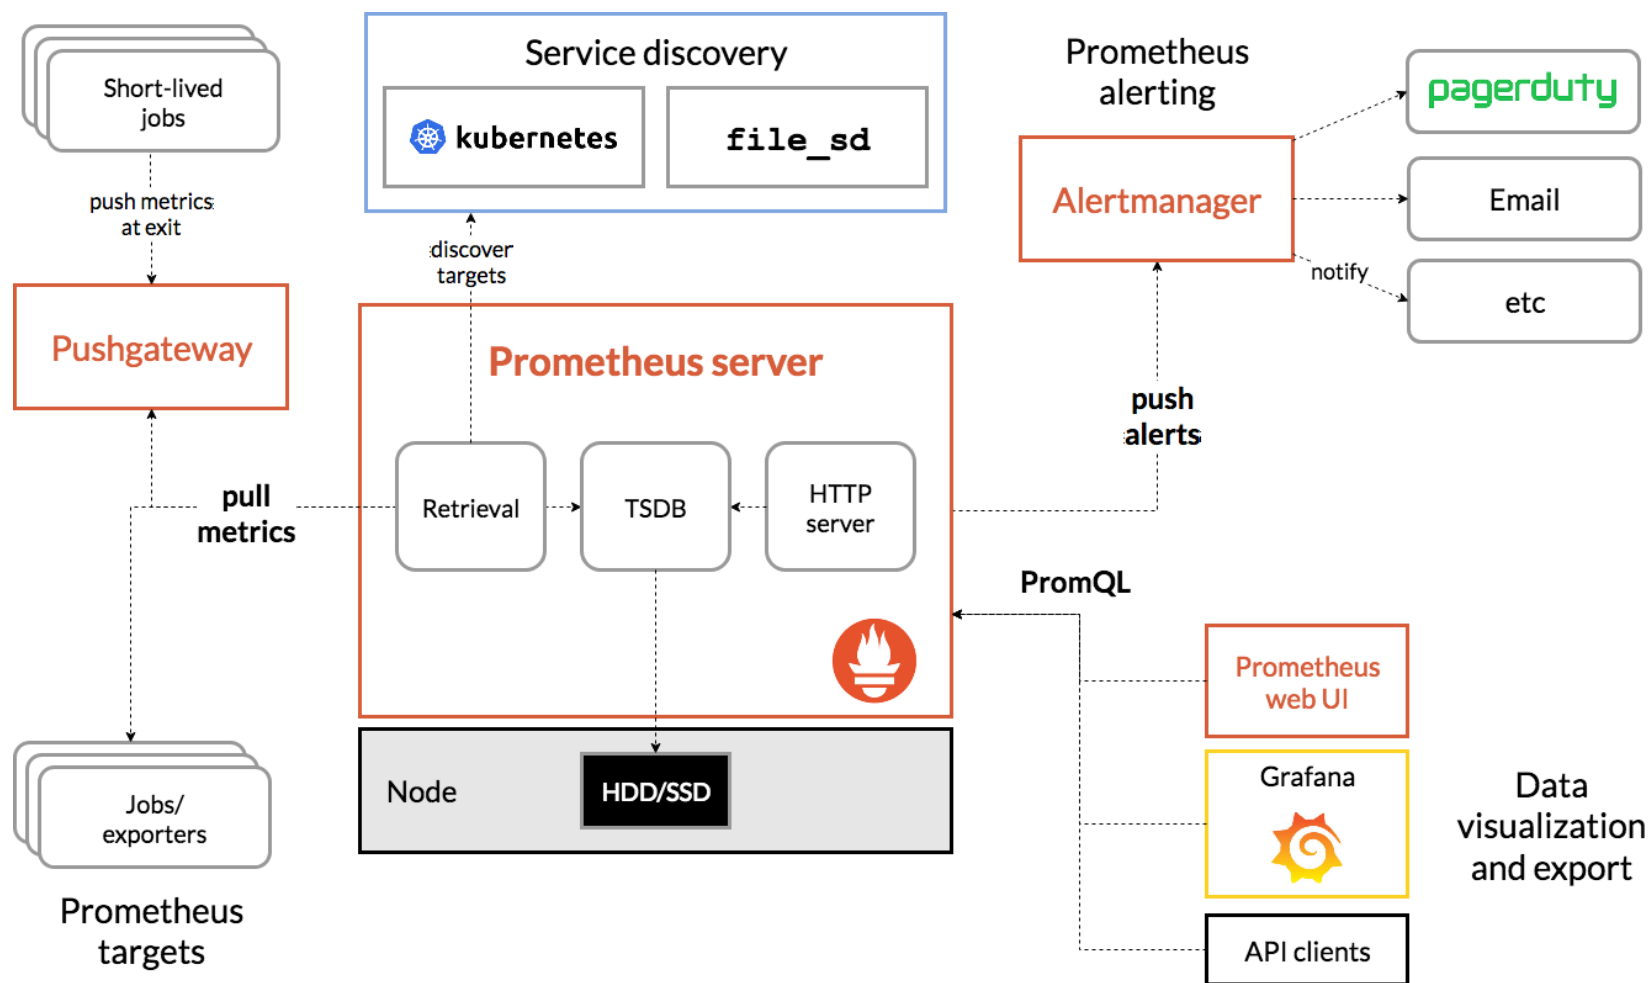 Short-lived
jobs
push metrics
at exit
Pushgateway
pull
metrics
Jobs/
exporters
Prometheus
targets
Service discovery
kubernetes
file_sd
discover
targets
Prometheus server
Retrieval
TSDB
HTTP
server
Node
HDD/SSD
Prometheus
alerting
Alertmanager
pagerduty
Email
notify
etc
push
alerts
PromQL
Prometheus
web UI
Grafana
API clients
Data
visualization
and export